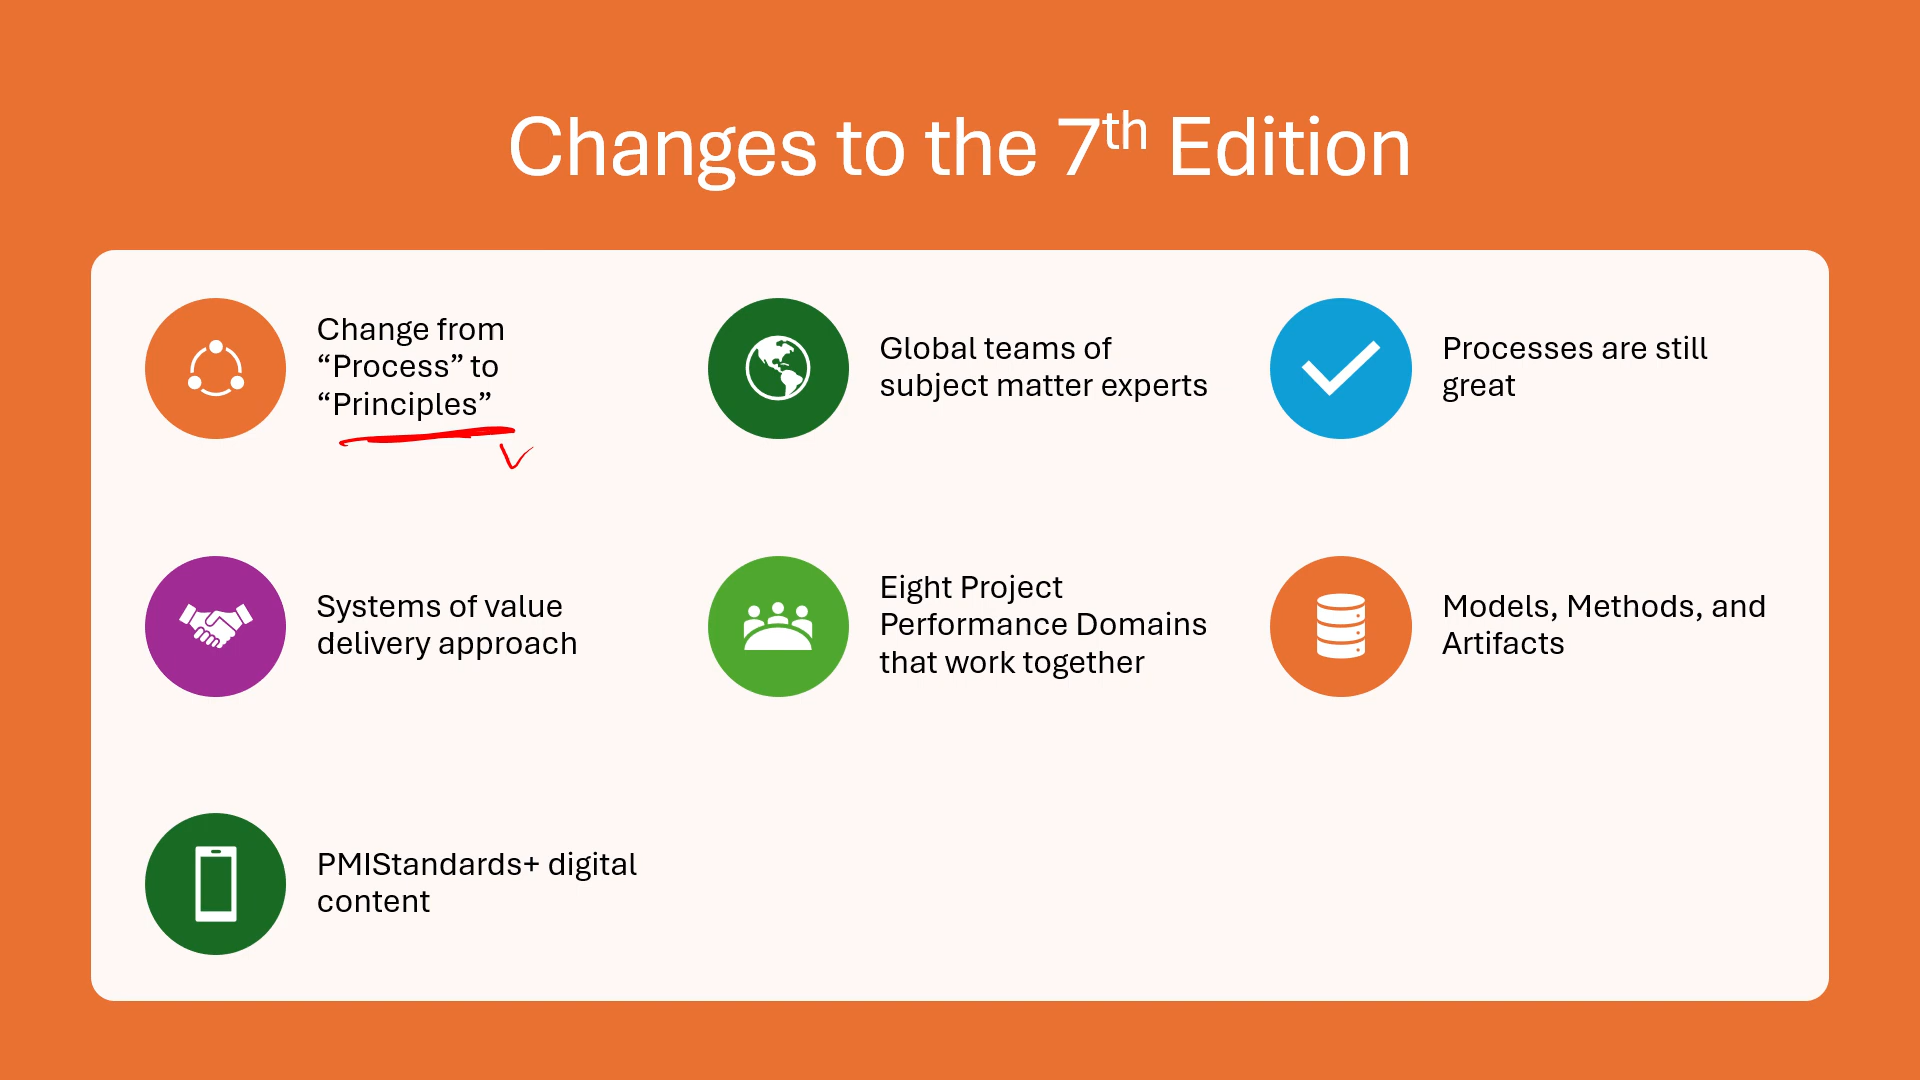 Changes to the 7th Edition
Change from
“Process” to
“Principles”
Global teams of
subject matter experts
Processes are still
great
Systems of value
delivery approach
Eight Project
Performance Domains
that work together
Models, Methods, and
Artifacts
PMIStandards+ digital
content